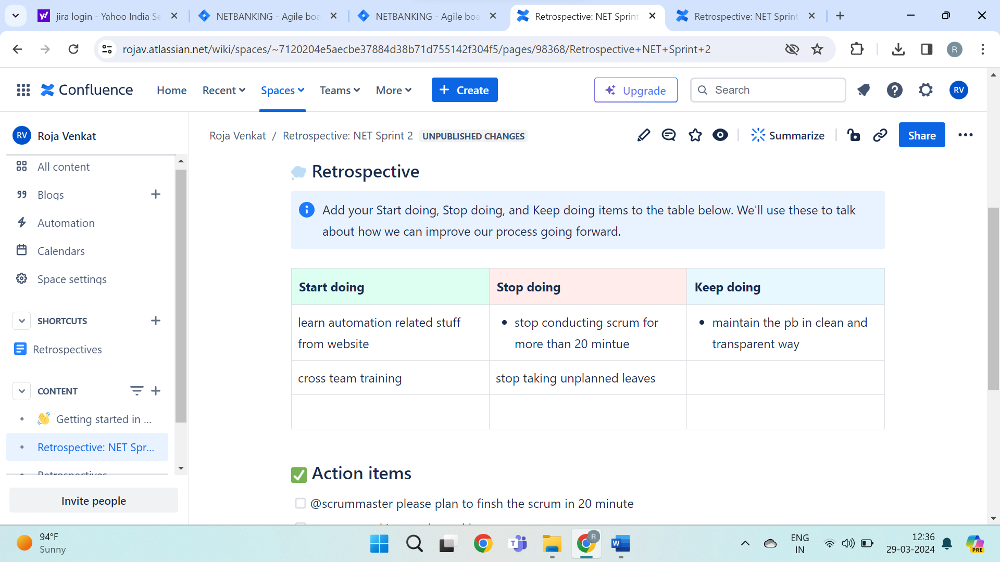 jira login - Yahoo India Se
NETBANKING - Agile boa
NETBANKING - Agile boa
Retrospective: NET Sprint
Retrospective: NET Sprint
rojav.atlassian.net/wiki/spaces/~7120204e5aecbe37884d38b71d755142f304f5/pages/98368/Retrospective+NET+Sprint+2
R
Confluence
Home
Recent
Spaces
Teams
More
Create
Upgrade
Search
RV
RV Roja Venkat
All content
Blogs
Automation
Calendars
Space settings
SHORTCUTS
Retrospectives
CONTENT
Getting started in ...
Retrospective: NET Spr...
Retrospectives
Invite people
Roja Venkat / Retrospective: NET Sprint 2 UNPUBLISHED CHANGES
Summarize
Share
Retrospective
Add your Start doing, Stop doing, and Keep doing items to the table below. We'll use these to talk
about how we can improve our process going forward.
Start doing
Stop doing
Keep doing
learn automation related stuff
from website
stop conducting scrum for
more than 20 mintue
maintain the pb in clean and
transparent way
cross team training
stop taking unplanned leaves
Action items
@scrummaster please plan to finsh the scrum in 20 minute
94°F
Sunny
R
ENG
IN
12:36
29-03-2024
PRE